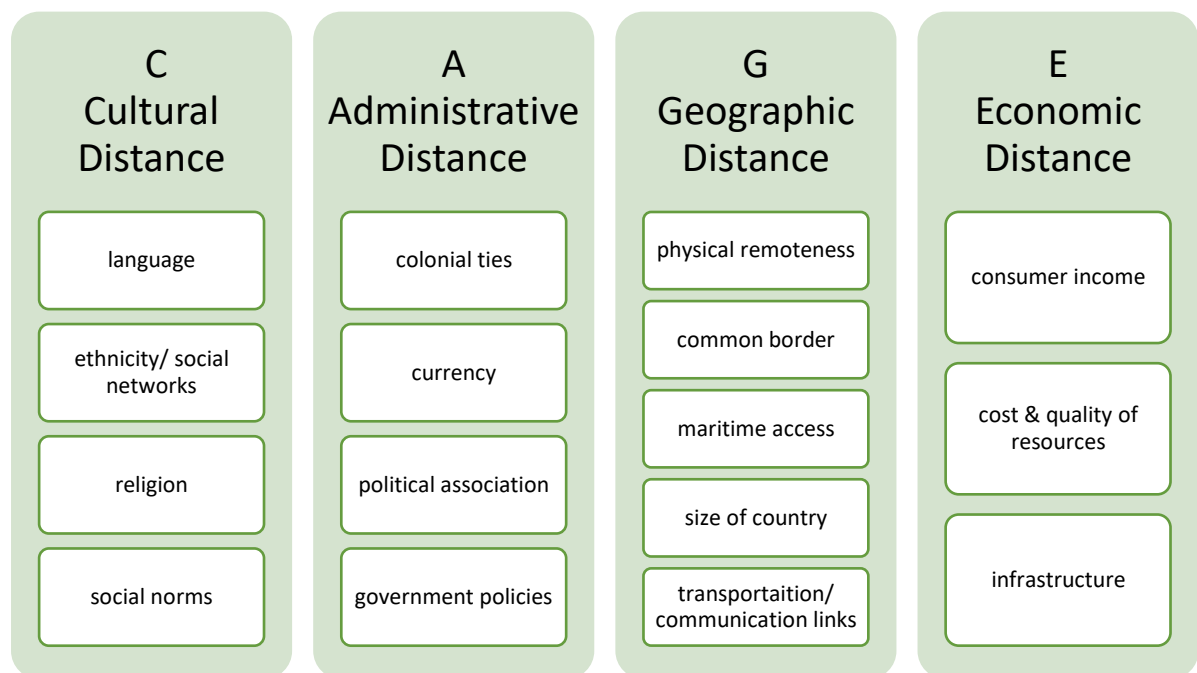 C
Cultural
Distance
language
ethnicity/ social
networks
religion
social norms
A
Administrative
Distance
colonial ties
currency
political association
government policies
G
Geographic
Distance
physical remoteness
common border
maritime access
size of country
transportaition/
communication links
E
Economic
Distance
consumer income
cost & quality of
resources
infrastructure